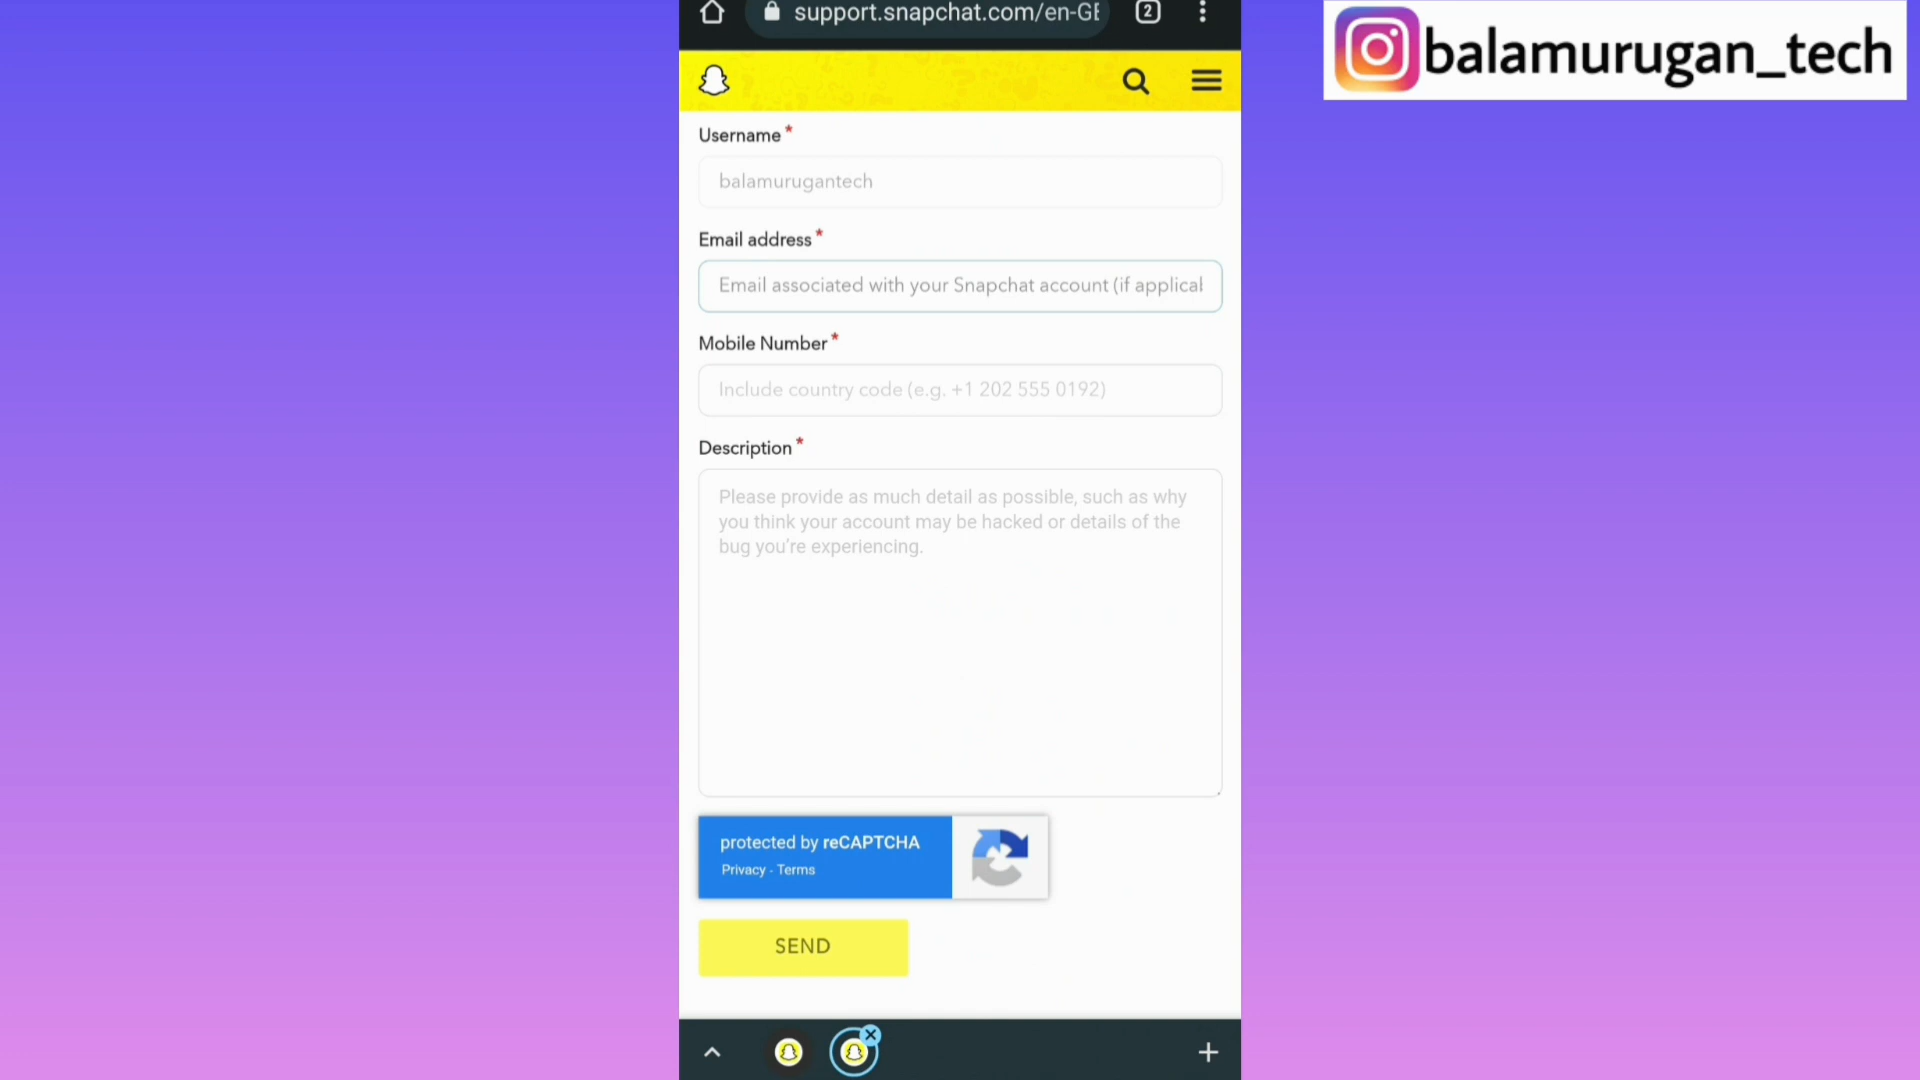 support.snapchat.com/en-GE
2
balamurugan_tech
Username *
balamurugantech
Email address *
Email associated with your Snapchat account (if applical
Mobile Number *
Include country code (e.g. +1 202 555 0192)
Description *
Please provide as much detail as possible, such as why
you think your account may be hacked or details of the
bug you're experiencing.
protected by reCAPTCHA
Privacy - Terms
SEND